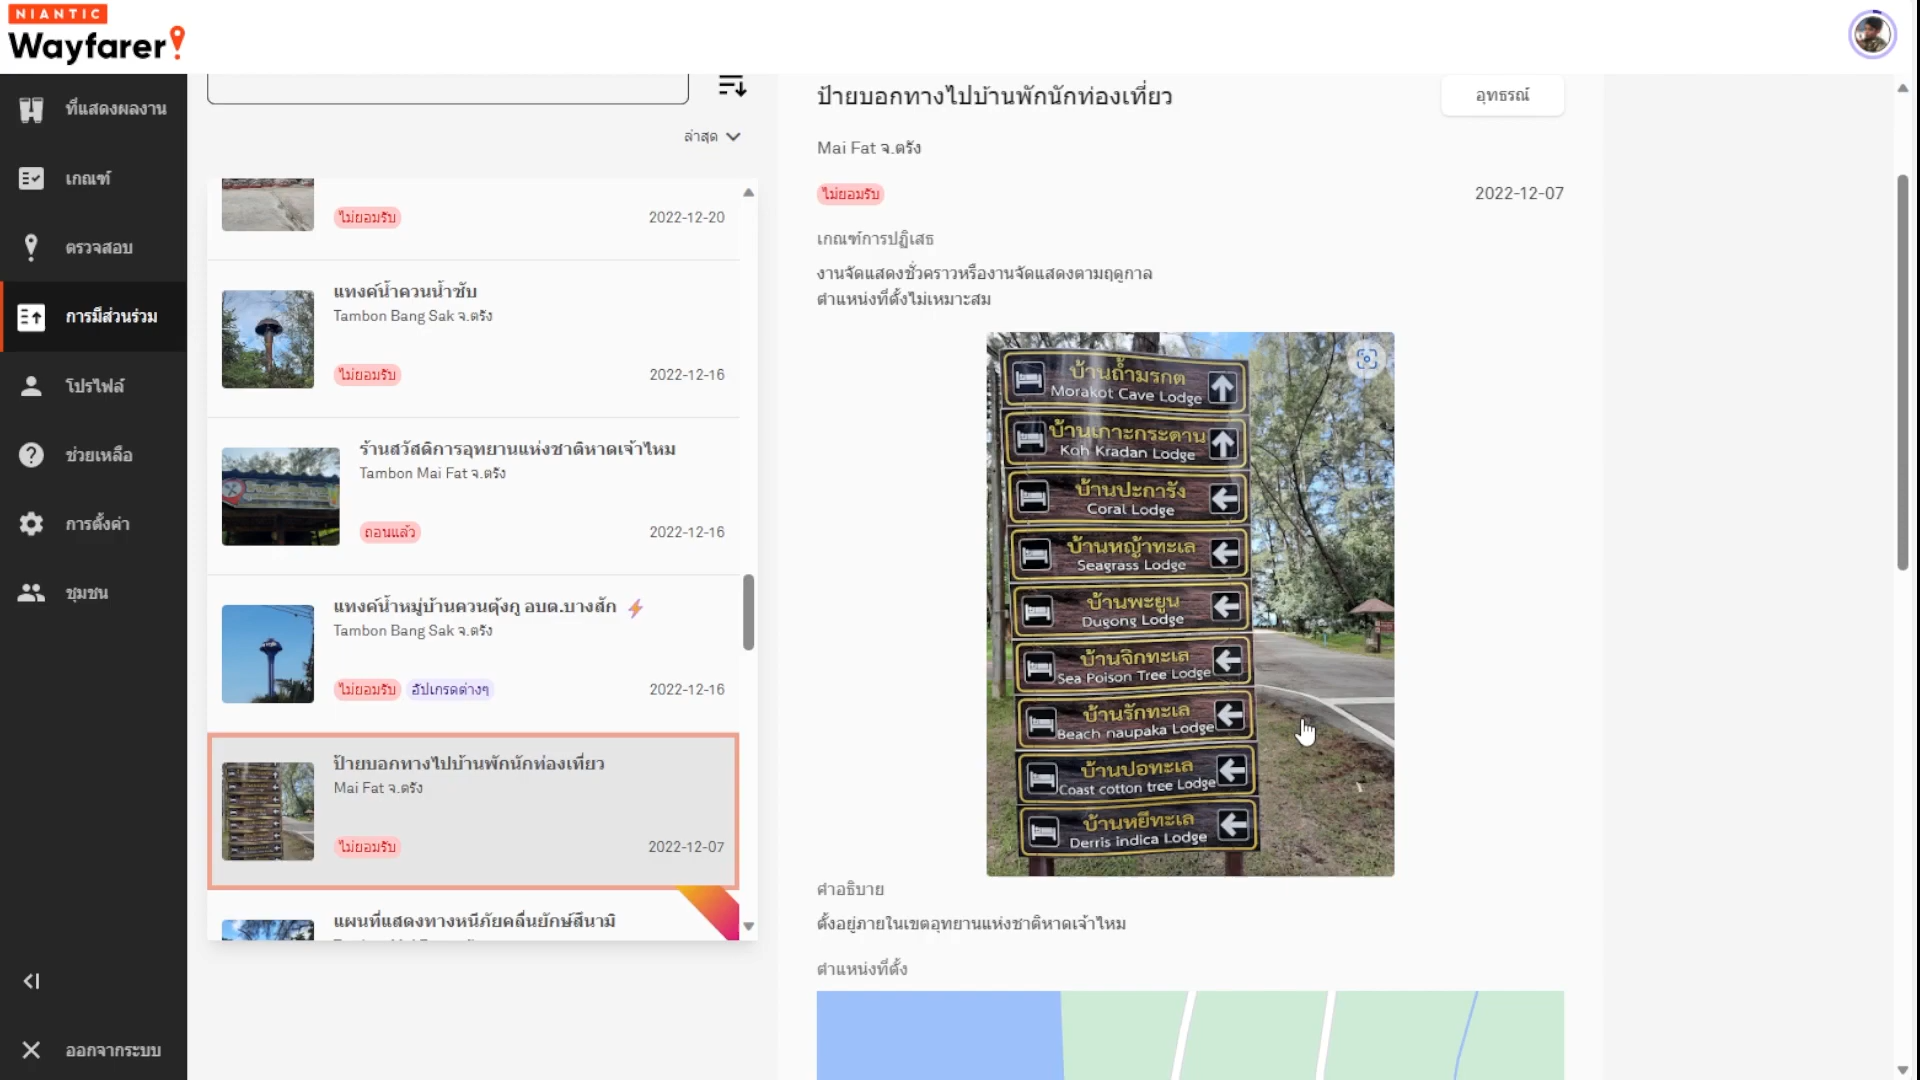 NIANTIC
Wayfarer
ที่แสดงผลงาน
เกณฑ์
ตรวจสอบ
การมีส่วนร่วม
โปรไฟล์
ช่วยเหลือ
การตั้งค่า
ชุมชน
ออกจากระบบ
ล่าสุด
ไม่ยอมรับ
2022-12-20
แทงค์น้ำควนน้ำซับ
Tambon Bang Sak จ.ตรัง
ไม่ยอมรับ
2022-12-16
ร้านสวัสดิการอุทยานแห่งชาติหาดเจ้าไหม
Tambon Mai Fat จ.ตรัง
ถอนแล้ว
2022-12-16
แทงค์น้ำหมู่บ้านควนตุ้งกู อบต.บางสัก
Tambon Bang Sak จ.ตรัง
ไม่ยอมรับ อัปเกรดต่างๆ
2022-12-16
ป้ายบอกทางไปบ้านพักนักท่องเที่ยว
Mai Fat จ.ตรัง
ไม่ยอมรับ
2022-12-07
แผนที่แสดงทางหนีภัยคลื่นยักษ์สึนามิ
ป้ายบอกทางไปบ้านพักนักท่องเที่ยว
อุทธรณ์
Mai Fat จ.ตรัง
ไม่ยอมรับ
2022-12-07
เกณฑ์การปฏิเสธ
งานจัดแสดงชั่วคราวหรืองานจัดแสดงตามฤดูกาล
ตำแหน่งที่ตั้งไม่เหมาะสม
บ้านถ้ำมรกต
Morakot Cave Lodge
บ้านเกาะกระดาน
Koh Kradan Lodge
บ้านปะการัง
Coral Lodge
บ้านหญ้าทะเล
Seagrass Lodge
บ้านพะยูน
Dugong Lodge
บ้านจิกทะเล
Sea Poison Tree Lodge
บ้านรักทะเล
Beach naupaka Lodge
บ้านปอทะเล
Coast cotton tree Lodge
บ้านหยีทะเล
Derris indica Lodge
คำอธิบาย
ตั้งอยู่ภายในเขตอุทยานแห่งชาติหาดเจ้าไหม
ตำแหน่งที่ตั้ง